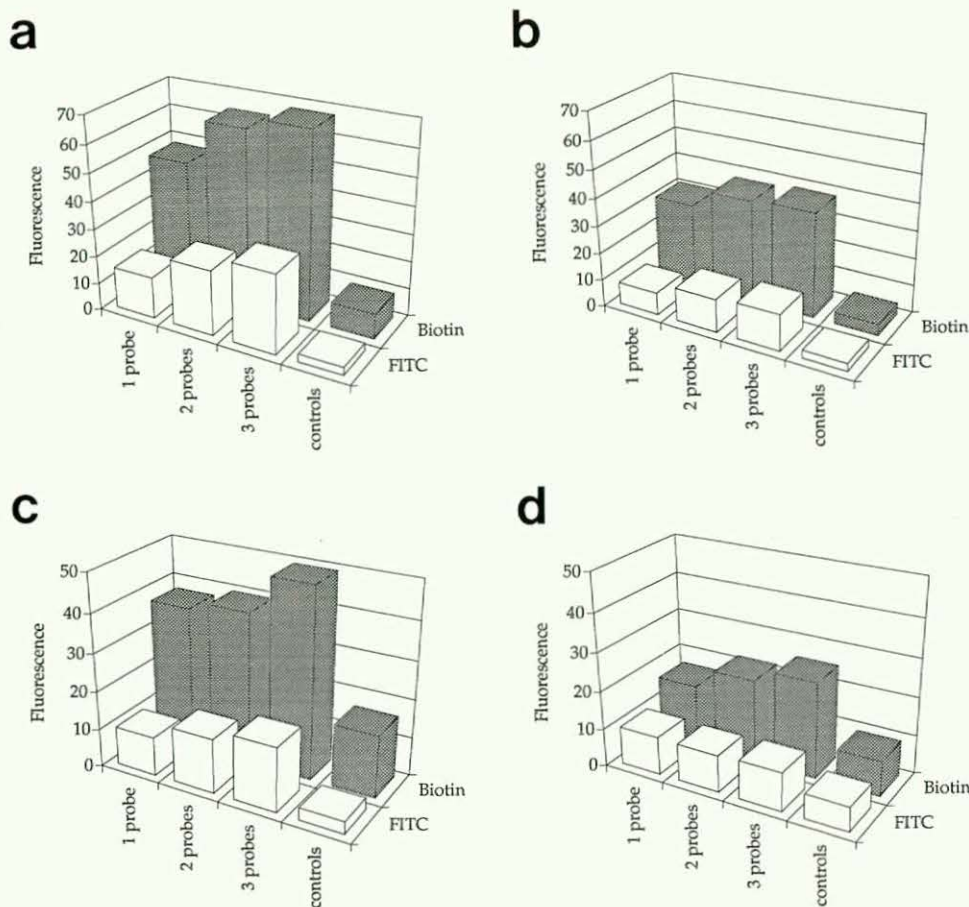 a
Fluorescence
70
60
50
40
30
20
10
0
1 probe
2 probes
3 probes
controls
FITC
Biotin
b
Fluorescence
70
60
50
40
30
20
10
0
1 probe
2 probes
3 probes
controls
FITC
Biotin
c
Fluorescence
50
40
30
20
10
0
1 probe
2 probes
3 probes
controls
FITC
Biotin
d
Fluorescence
50
40
30
20
10
0
1 probe
2 probes
3 probes
controls
FITC
Biotin